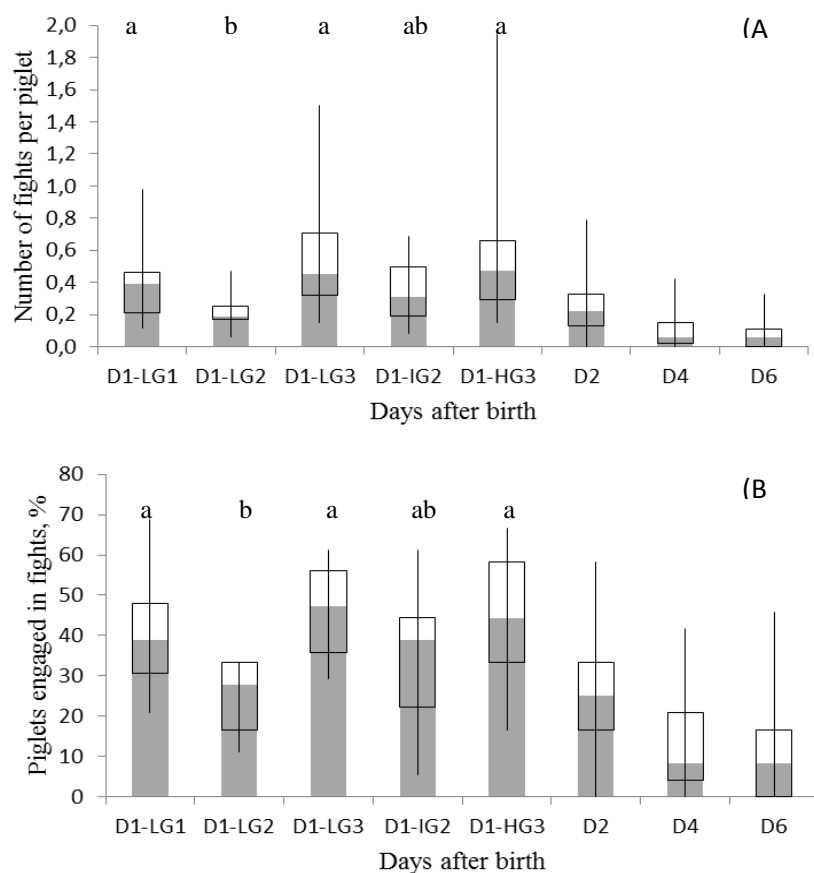 a b a ab a (A
2,0
1,8
1,6
1,4
1,2
1,0
0,8
0,6
0,4
0,2
0,0
Number of fights per piglet
D1-LG1 D1-LG2 D1-LG3 D1-IG2 D1-HG3 D2 D4 D6
Days after birth
(B
80
70
60
50
40
30
20
10
0
a b a ab a
Piglets engaged in fights, %
D1-LG1 D1-LG2 D1-LG3 D1-IG2 D1-HG3 D2 D4 D6
Days after birth